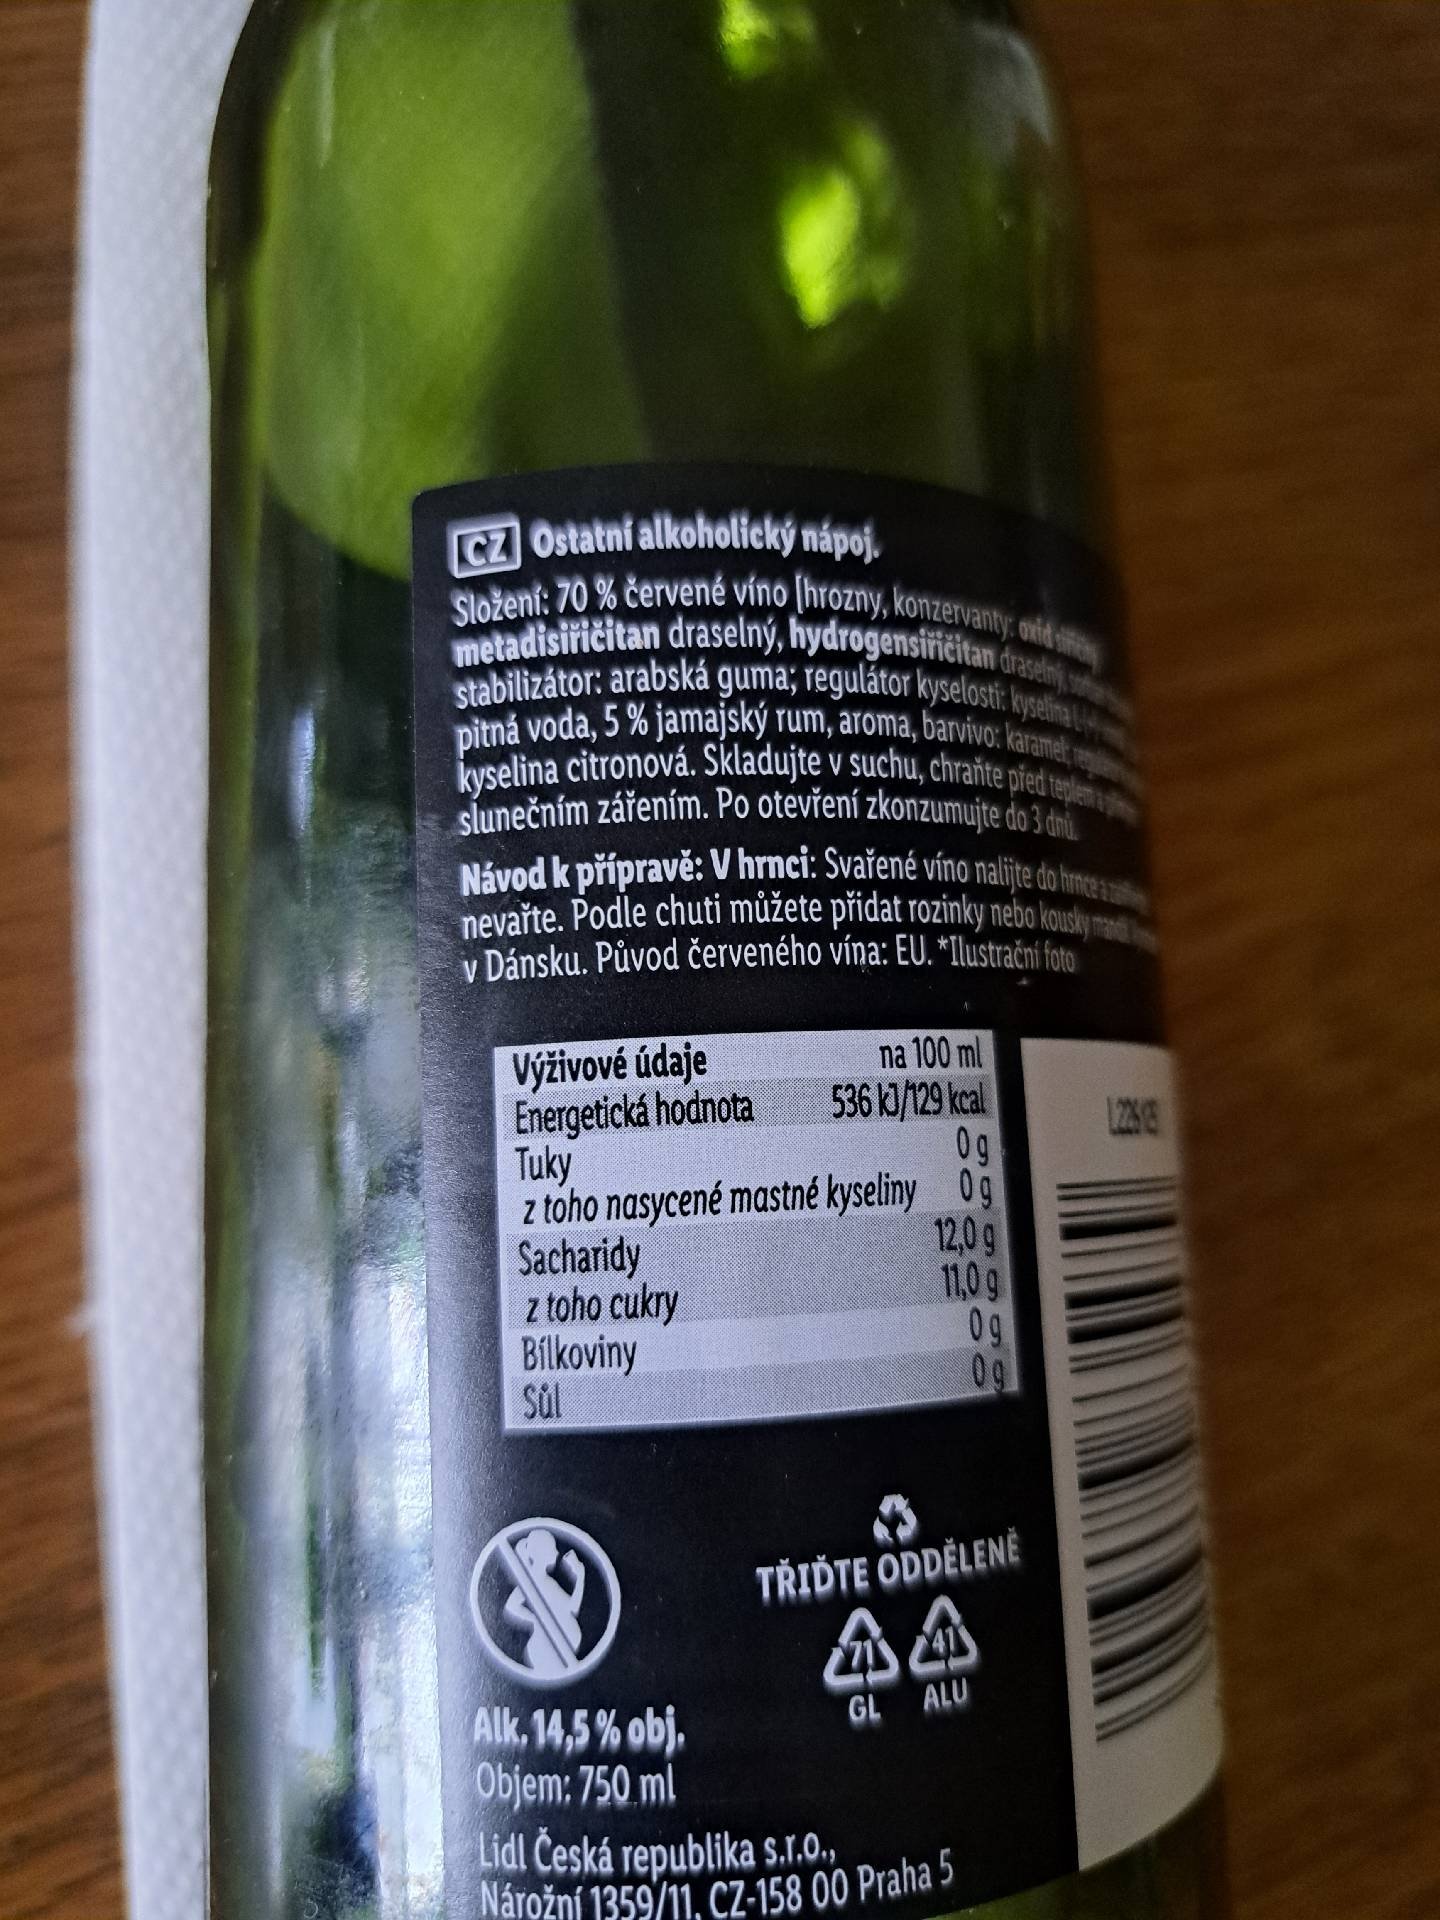 CZ Ostatní alkoholický nápoj.
Složení: 70 % červené víno [hrozny, konzervanty: oxid siřičitý,
metadisiřičitan draselný, hydrogensiřičitan draselný,
stabilizátor: arabská guma; regulátor kyselosti: kyselina
pitná voda, 5 % jamajský rum, aroma, barvivo: karamel;
kyselina citronová. Skladujte v suchu, chraňte před teplem a
slunečním zářením. Po otevření zkonzumujte do 3 dnů.
Návod k přípravě: V hrnci: Svařené víno nalijte do hrnce a
nevařte. Podle chuti můžete přidat rozinky nebo kousky mandlí.
v Dánsku. Původ červeného vína: EU. *Ilustrační foto
Výživové údaje na 100 ml
Energetická hodnota 536 kJ/129 kcal
Tuky 0 g
z toho nasycené mastné kyseliny 0 g
Sacharidy 12,0 g
z toho cukry 11,0 g
Bílkoviny 0 g
Sůl 0 g
TŘIĎTE ODDĚLENĚ
71 41
GL ALU
Alk. 14,5 % obj.
Objem: 750 ml
Lidl Česká republika s.r.o.,
Nárožní 1359/11, CZ-158 00 Praha 5